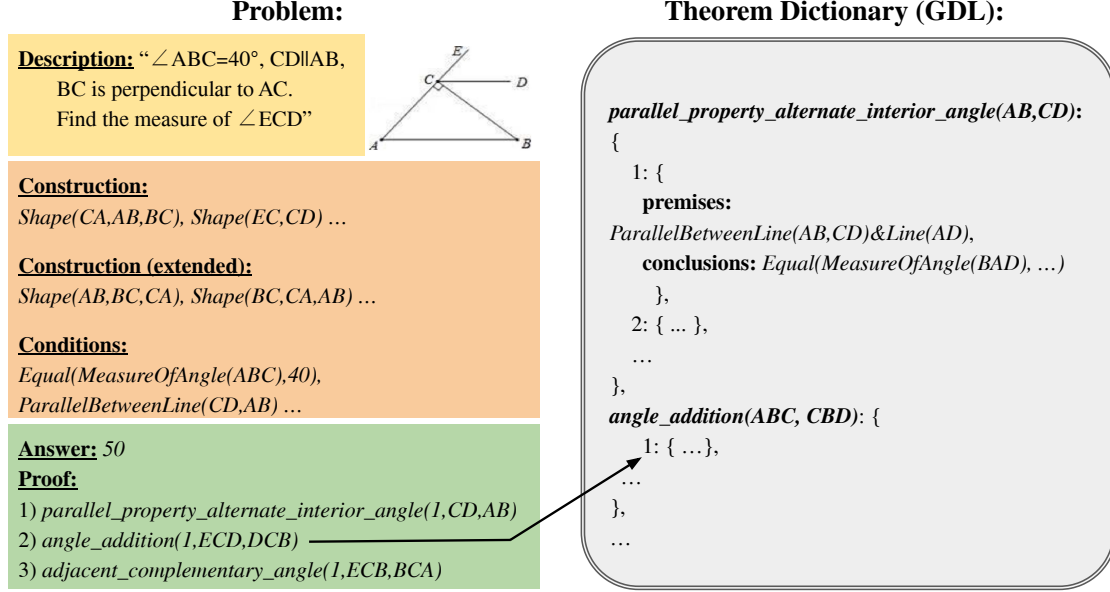 Problem:
Description: “∠ABC=40°, CD∥AB,
BC is perpendicular to AC.
Find the measure of ∠ECD”
E
C
D
A
B
Construction:
Shape(CA,AB,BC), Shape(EC,CD) …
Construction (extended):
Shape(AB,BC,CA), Shape(BC,CA,AB) …
Conditions:
Equal(MeasureOfAngle(ABC),40),
ParallelBetweenLine(CD,AB) …
Answer: 50
Proof:
1) parallel_property_alternate_interior_angle(1,CD,AB)
2) angle_addition(1,ECD,DCB)
3) adjacent_complementary_angle(1,ECB,BCA)
Theorem Dictionary (GDL):
parallel_property_alternate_interior_angle(AB,CD):
{
1: {
premises:
ParallelBetweenLine(AB,CD)&Line(AD),
conclusions: Equal(MeasureOfAngle(BAD), …)
},
2: { ... },
…
},
angle_addition(ABC, CBD): {
1: { …},
…
},
…